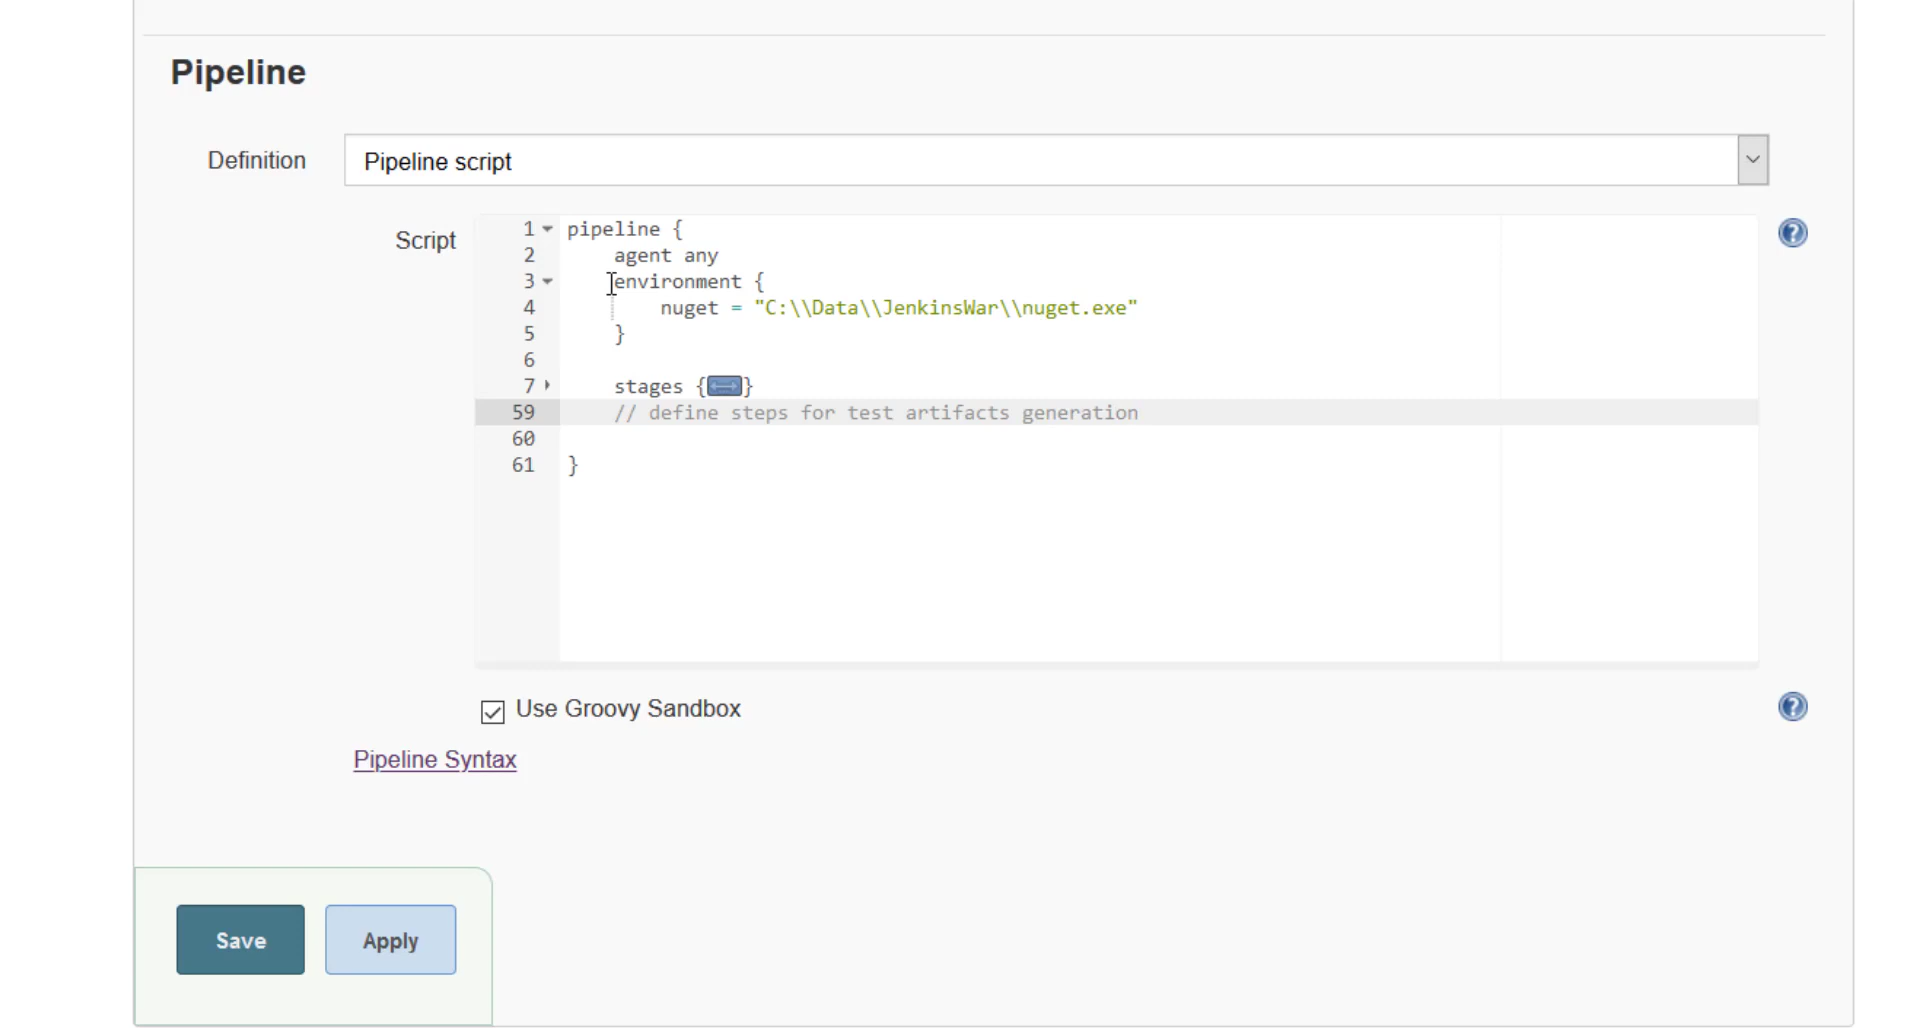 Pipeline
Definition
Pipeline script
Script
1 pipeline {
2     agent any
3     environment {
4         nuget = "C:\\Data\\JenkinsWar\\nuget.exe"
5     }
6
7     stages {}
59     // define steps for test artifacts generation
60
61 }
Use Groovy Sandbox
Pipeline Syntax
Save Apply